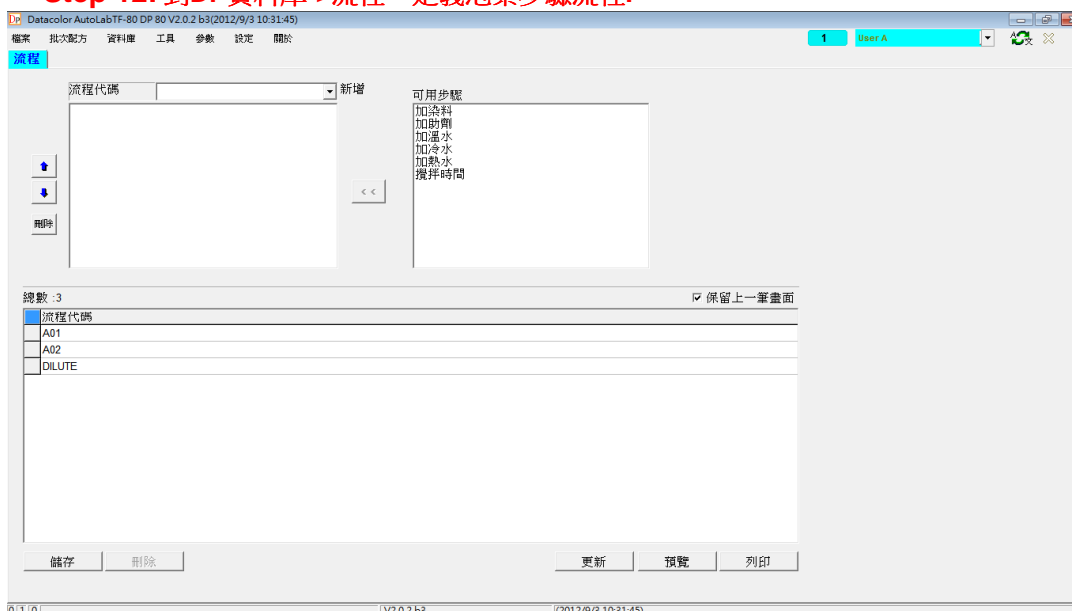 Datacolor AutoLabTF-80 DP 80 V2.0.2 b3(2012/9/3 10:31:45)
檔案 批次配方 資料庫 工具 參數 設定 關於 1 User A
流程
流程代碼 新增
可用步驟
加染料
加助劑
加溫水
加冷水
加熱水
攪拌時間
<<
刪除
總數 :3 保留上一筆畫面
流程代碼
A01
A02
DILUTE
儲存 刪除 更新 預覽 列印
0 1 0 V2.0.2 b3 (2012/9/3 10:31:45)